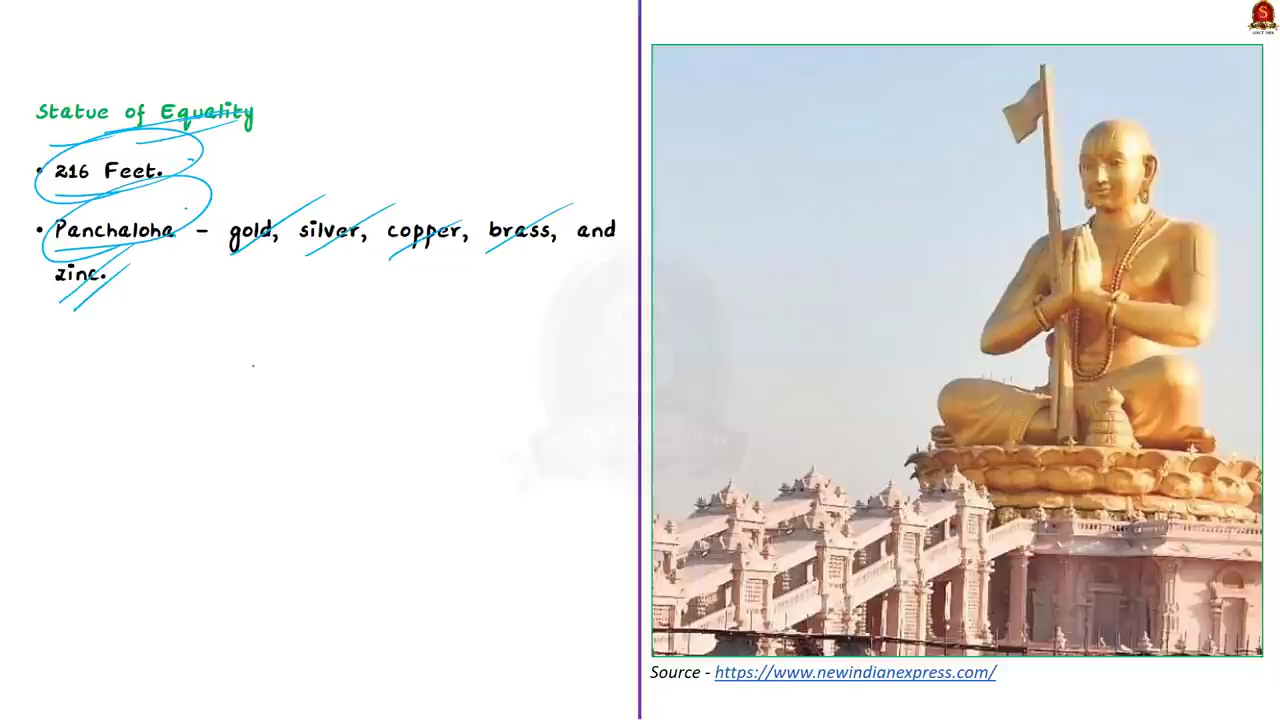 Statue of Equality
• 216 Feet.
• Panchaloha – gold, silver, copper, brass, and
zinc.
Source - https://www.newindianexpress.com/